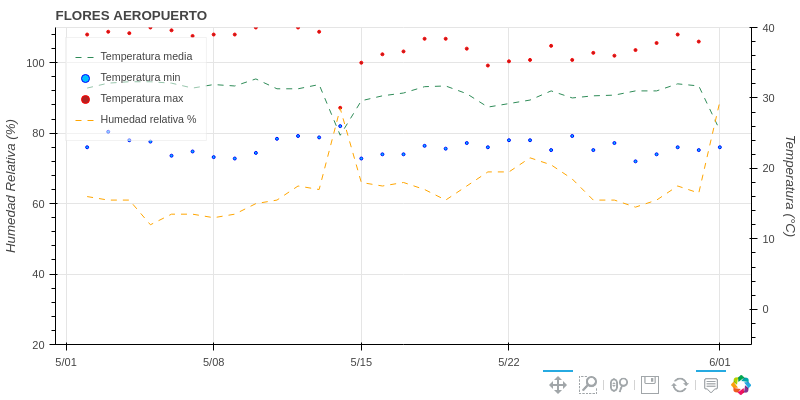 FLORES AEROPUERTO
Temperatura media
Temperatura min
Temperatura max
Humedad relativa %
Humedad Relativa (%)
100
80
60
40
20
Temperatura (°C)
40
30
20
10
0
5/01 5/08 5/15 5/22 6/01